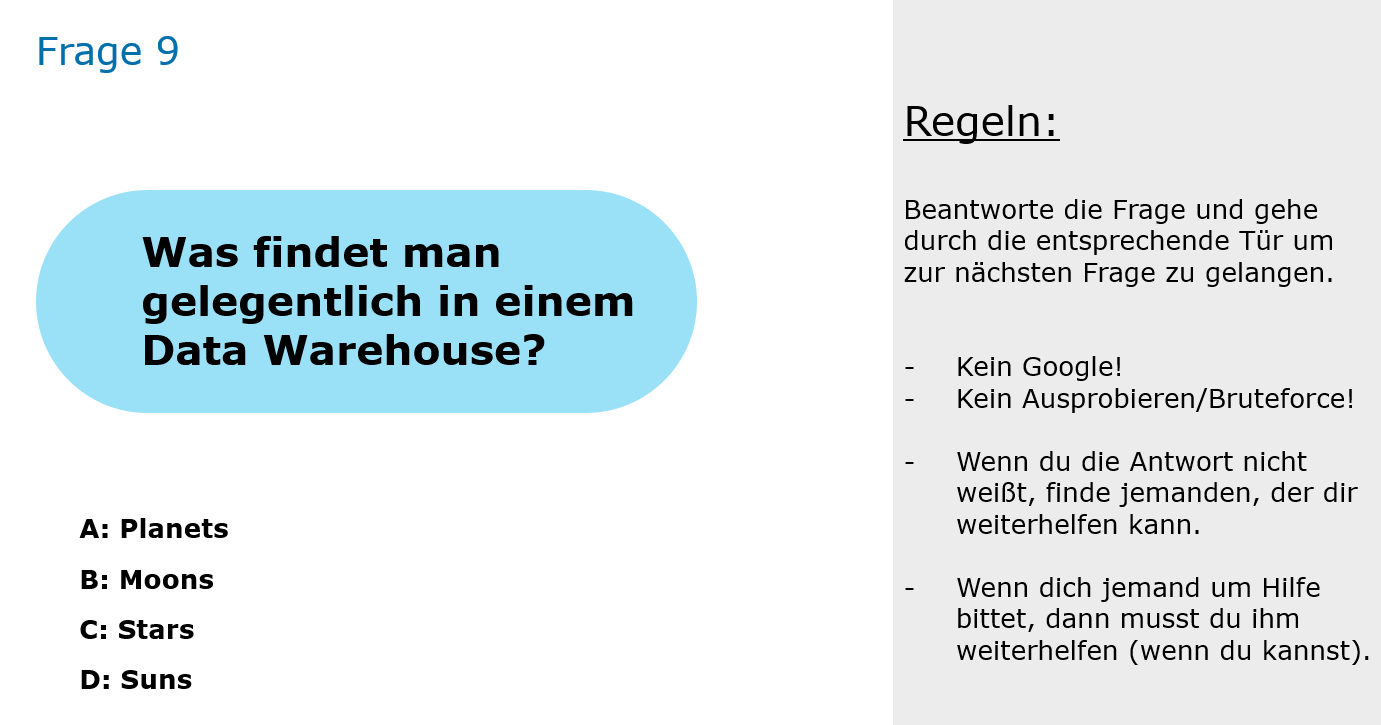 Frage 9
Was findet man
gelegentlich in einem
Data Warehouse?
A: Planets
B: Moons
C: Stars
D: Suns
Regeln:
Beantworte die Frage und gehe
durch die entsprechende Tür um
zur nächsten Frage zu gelangen.
- Kein Google!
- Kein Ausprobieren/Bruteforce!
- Wenn du die Antwort nicht
weißt, finde jemanden, der dir
weiterhelfen kann.
- Wenn dich jemand um Hilfe
bittet, dann musst du ihm
weiterhelfen (wenn du kannst).